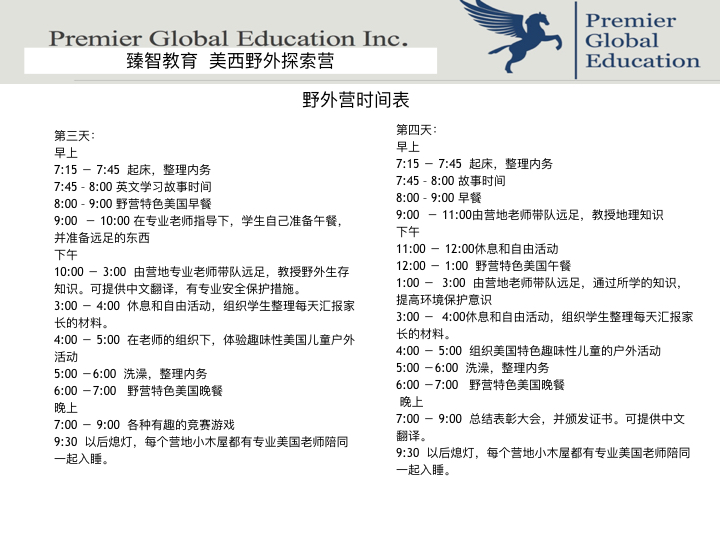 Premier Global Education Inc.
臻智教育  美西野外探索营
Premier
Global
Education
野外营时间表
第三天：
早上
7:15 － 7:45  起床，整理内务
7:45 – 8:00 英文学习故事时间
8:00 – 9:00 野营特色美国早餐
9:00  － 10:00 在专业老师指导下，学生自己准备午餐，
并准备远足的东西
下午
10:00 － 3:00  由营地专业老师带队远足，教授野外生存
知识。可提供中文翻译，有专业安全保护措施。
3:00 － 4:00  休息和自由活动，组织学生整理每天汇报家
长的材料。
4:00 － 5:00  在老师的组织下，体验趣味性美国儿童户外
活动
5:00 －6:00  洗澡，整理内务
6:00 －7:00   野营特色美国晚餐
晚上
7:00 － 9:00  各种有趣的竞赛游戏
9:30  以后熄灯，每个营地小木屋都有专业美国老师陪同
一起入睡。
第四天：
早上
7:15 － 7:45  起床，整理内务
7:45 – 8:00 故事时间
8:00 – 9:00 早餐
9:00  － 11:00由营地老师带队远足，教授地理知识
下午
11:00 － 12:00休息和自由活动
12:00 － 1:00  野营特色美国午餐
1:00 －  3:00  由营地老师带队远足，通过所学的知识，
提高环境保护意识
3:00 －  4:00休息和自由活动，组织学生整理每天汇报家
长的材料。
4:00 － 5:00  组织美国特色趣味性儿童的户外活动
5:00 －6:00  洗澡，整理内务
6:00 －7:00   野营特色美国晚餐
晚上
7:00 － 9:00  总结表彰大会，并颁发证书。可提供中文
翻译。
9:30  以后熄灯，每个营地小木屋都有专业美国老师陪同
一起入睡。